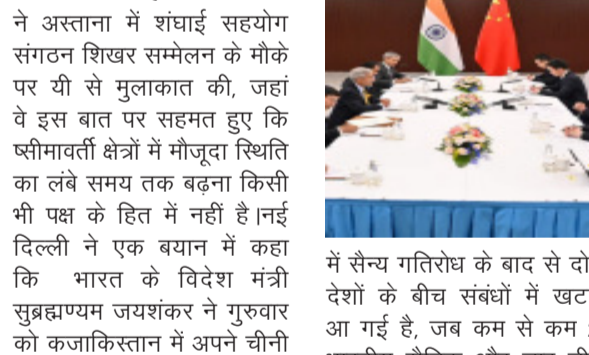 ने अस्ताना में शंघाई सहयोग
संगठन शिखर सम्मेलन के मौके
पर यी से मुलाकात की, जहां
वे इस बात पर सहमत हुए कि
ष्सीमावर्ती क्षेत्रों में मौजूदा स्थिति
का लंबे समय तक बढ़ना किसी
भी पक्ष के हित में नहीं है।नई
दिल्ली ने एक बयान में कहा
कि भारत के विदेश मंत्री
सुब्रह्मण्यम जयशंकर ने गुरुवार
को कजाकिस्तान में अपने चीनी
में सैन्य गतिरोध के बाद से दो
देशों के बीच संबंधों में
आ गई है, जब कम से कम